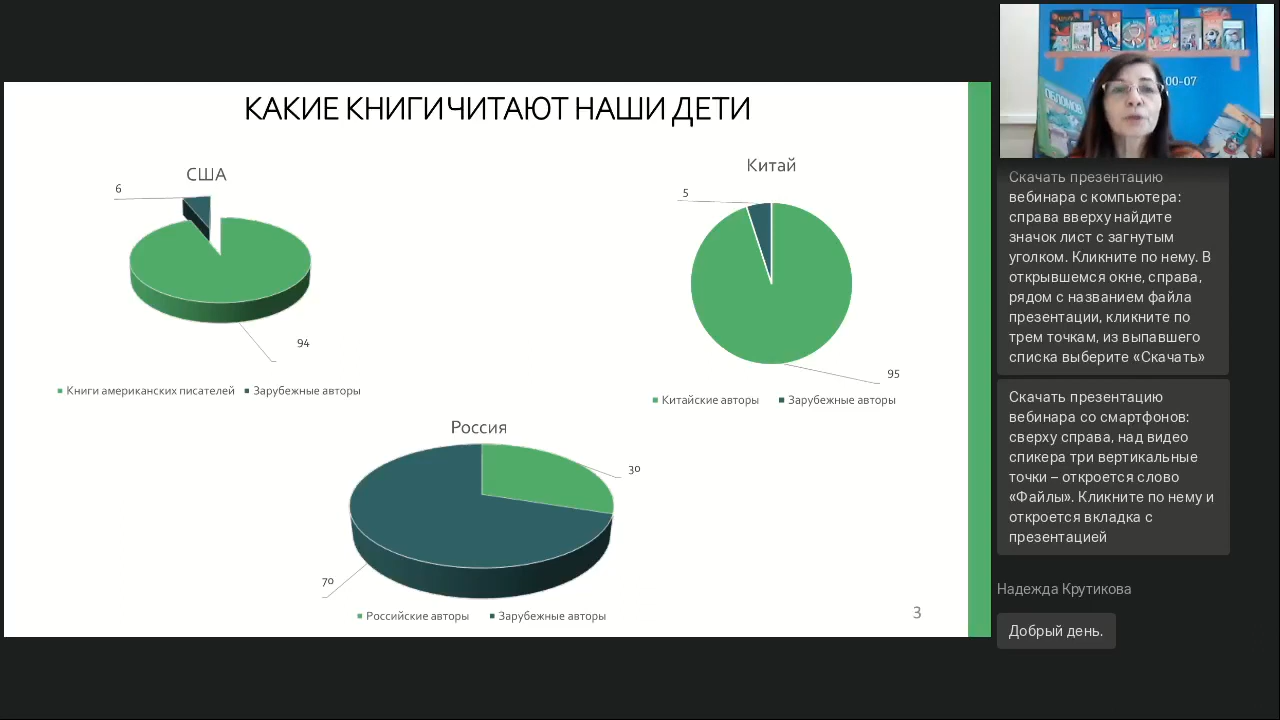 КАКИЕ КНИГИ ЧИТАЮТ НАШИ ДЕТИ
США
6
94
Книги американских писателей Зарубежные авторы
Китай
5
95
Китайские авторы Зарубежные авторы
Россия
30
70
Российские авторы Зарубежные авторы
3
00-07
ОБЛОМОВ
Скачать презентацию
вебинара с компьютера:
справа вверху найдите
значок лист с загнутым
уголком. Кликните по нему. В
открывшемся окне, справа,
рядом с названием файла
презентации, кликните по
трем точкам, из выпавшего
списка выберите «Скачать»
Скачать презентацию
вебинара со смартфонов:
сверху справа, над видео
спикера три вертикальные
точки – откроется слово
«Файлы». Кликните по нему и
откроется вкладка с
презентацией
Надежда Крутикова
Добрый день.